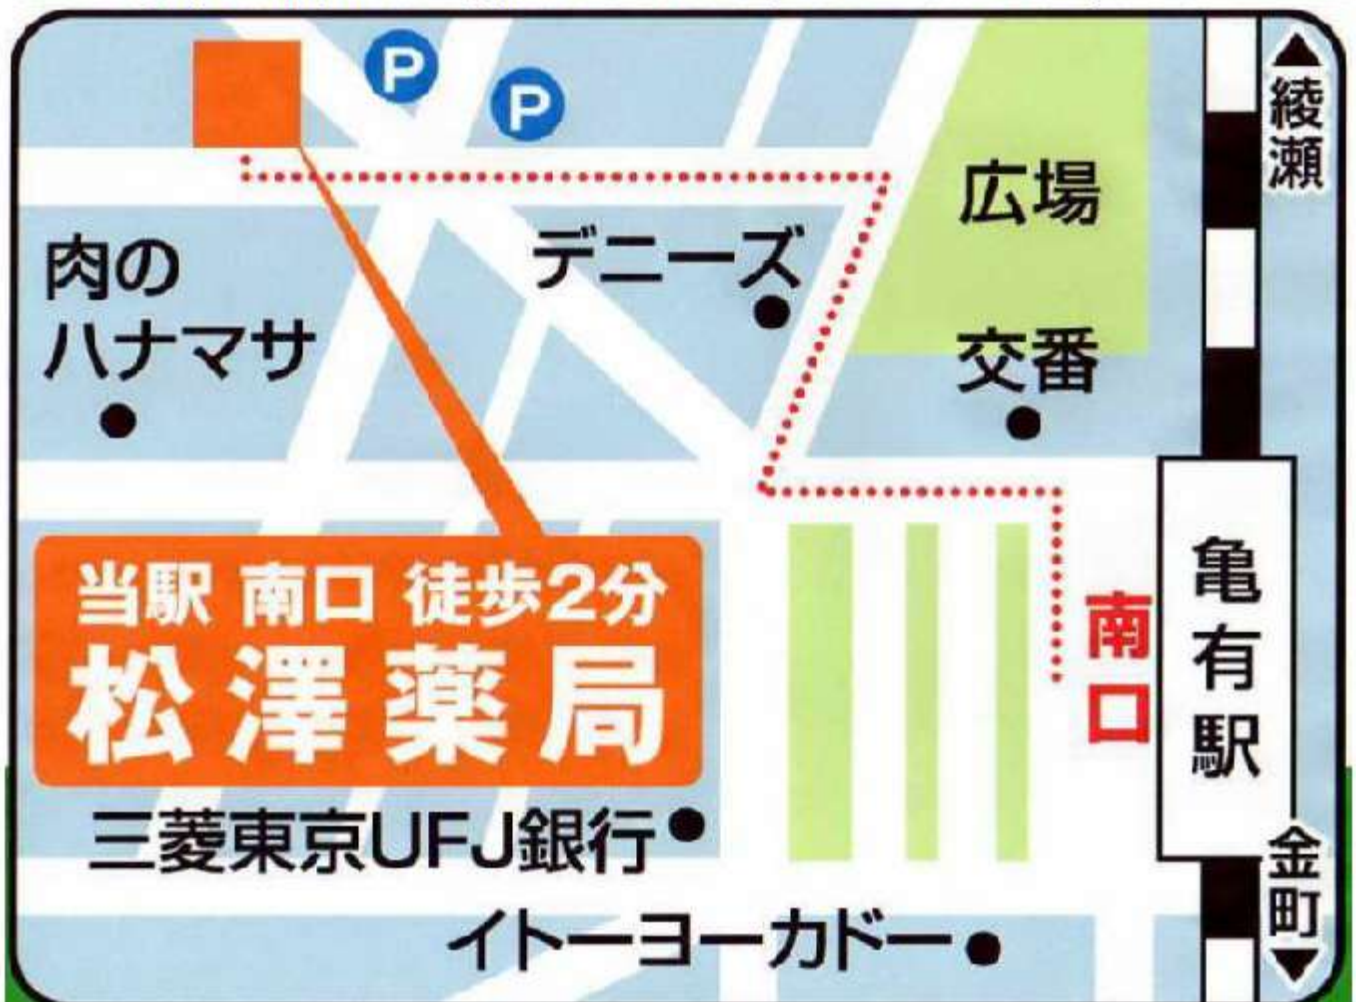 P
P
▲綾瀬
広場
肉の
ハナマサ
デニーズ
交番
当駅 南口 徒歩2分
松澤薬局
南口
亀有駅
三菱東京UFJ銀行
金町▼
イトーヨーカドー